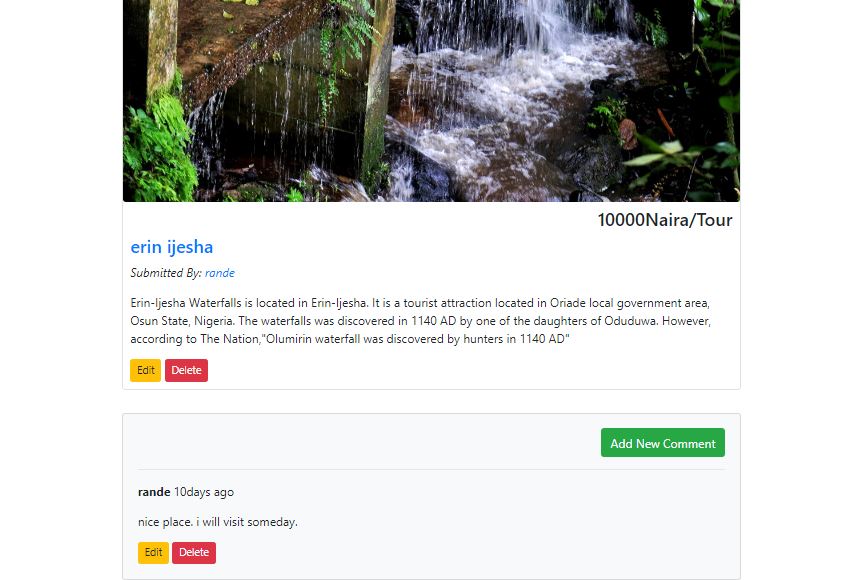 10000Naira/Tour
erin ijesha
Submitted By: rande
Erin-Ijesha Waterfalls is located in Erin-Ijesha. It is a tourist attraction located in Oriade local government area,
Osun State, Nigeria. The waterfalls was discovered in 1140 AD by one of the daughters of Oduduwa. However,
according to The Nation,"Olumirin waterfall was discovered by hunters in 1140 AD"
Edit Delete
Add New Comment
rande 10days ago
nice place. i will visit someday.
Edit Delete